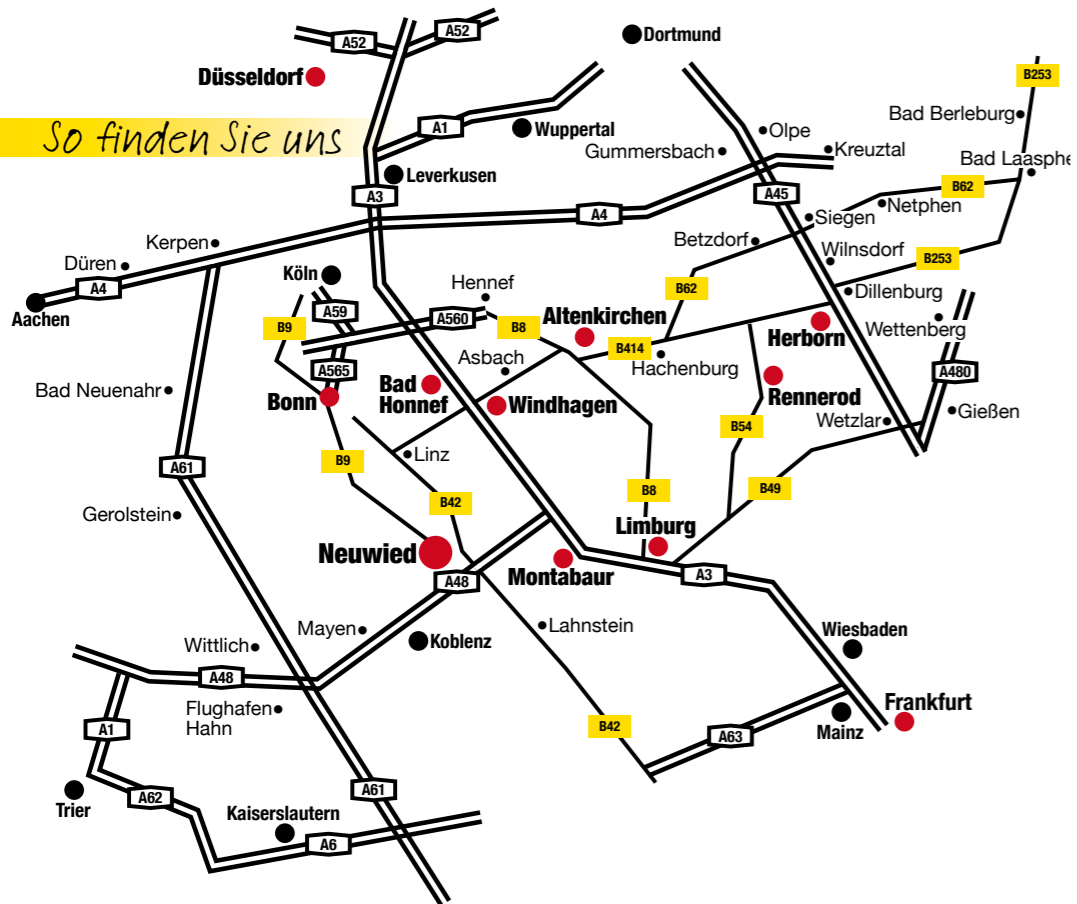 A52
A52
Dortmund
Düsseldorf
B253
So finden Sie uns
A1
Wuppertal
Bad Berleburg
Olpe
Gummersbach
Kreuztal
Bad Laasphe
Leverkusen
A3
A45
B62
A4
Netphen
Siegen
Kerpen
Betzdorf
Wilnsdorf
Düren
B253
A4
Köln
Hennef
B62
Dillenburg
Aachen
A59
A560
B9
B8
Altenkirchen
Wettenberg
Herborn
B414
Asbach
Hachenburg
A565
A480
Bad Neuenahr
Bad
Honnef
Rennerod
Bonn
Windhagen
Gießen
Wetzlar
B54
Linz
B9
A61
B42
B8
B49
Gerolstein
Limburg
Neuwied
Montabaur
A48
A3
Mayen
Lahnstein
Wiesbaden
Koblenz
Wittlich
A48
Flughafen
Hahn
Frankfurt
A1
B42
A63
Mainz
A61
A62
Trier
Kaiserslautern
A6